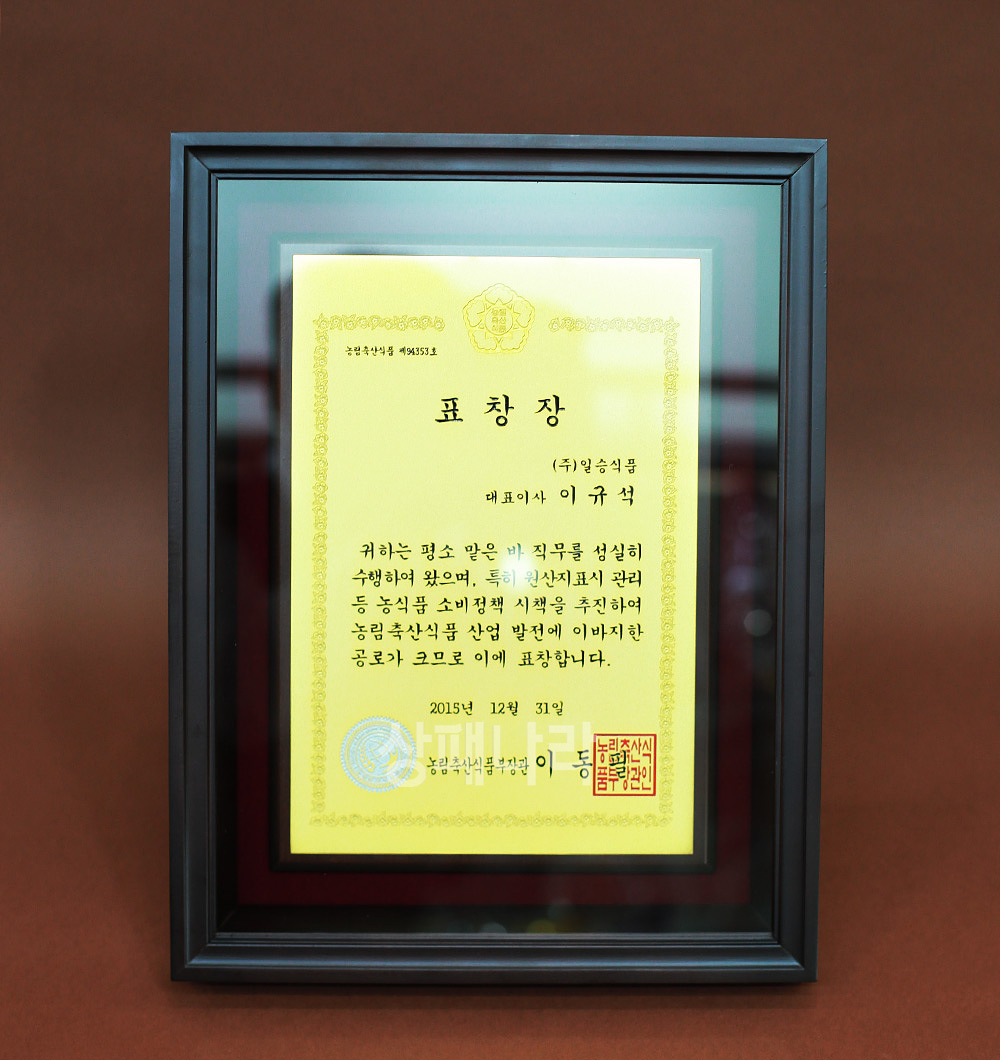 농림축산식품 제94353호
표 창 장
(주)일승식품
대표이사 이 규 석
귀하는 평소 맡은 바 직무를 성실히
수행하여 왔으며, 특히 원산지표시 관리
등 농식품 소비정책 시책을 추진하여
농림축산식품 산업 발전에 이바지한
공로가 크므로 이에 표창합니다.
2015년 12월 31일
상패나라
농림축산식품부장관 이 동 필
농림축산식
품부장관인